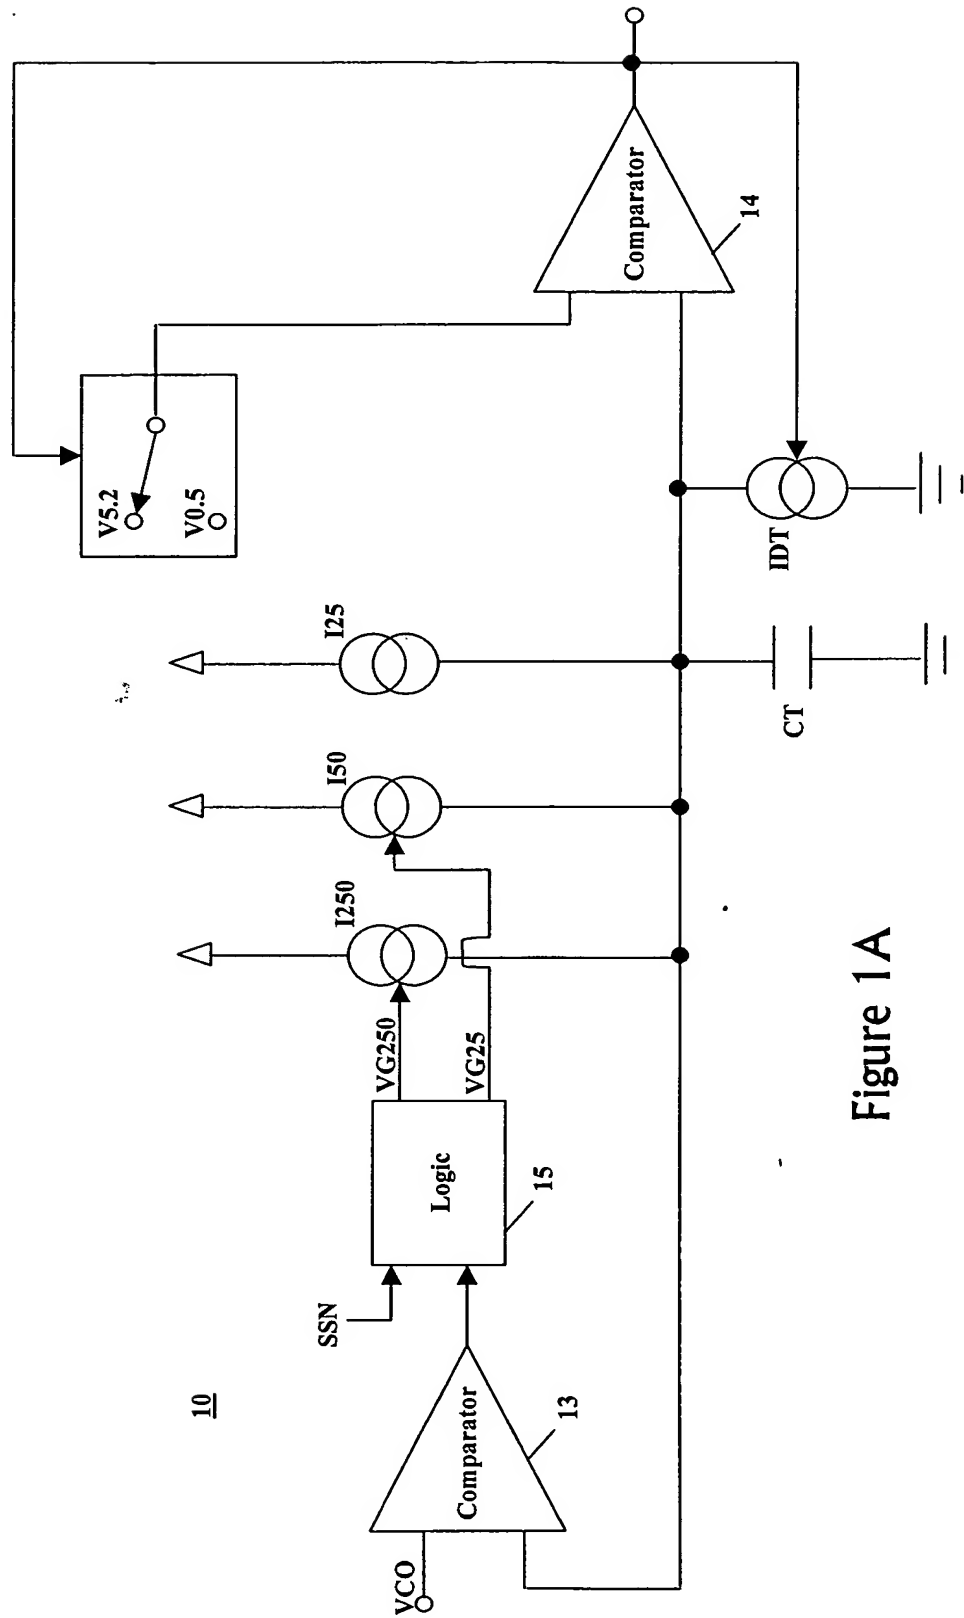 V5.2
V0.5
Comparator
14
I25
I50
I250
IDT
CT
VG250
VG25
Logic
15
SSN
10
Comparator
13
VCO
Figure 1A